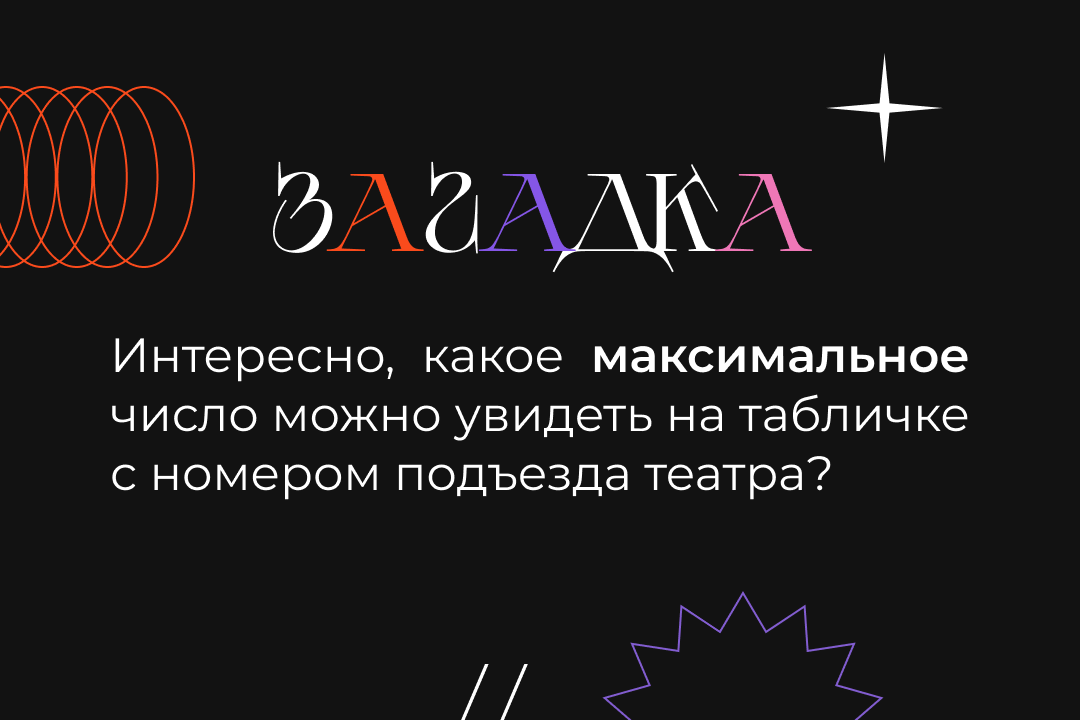 ЗАГАДКА
Интересно, какое максимальное
число можно увидеть на табличке
с номером подъезда театра?